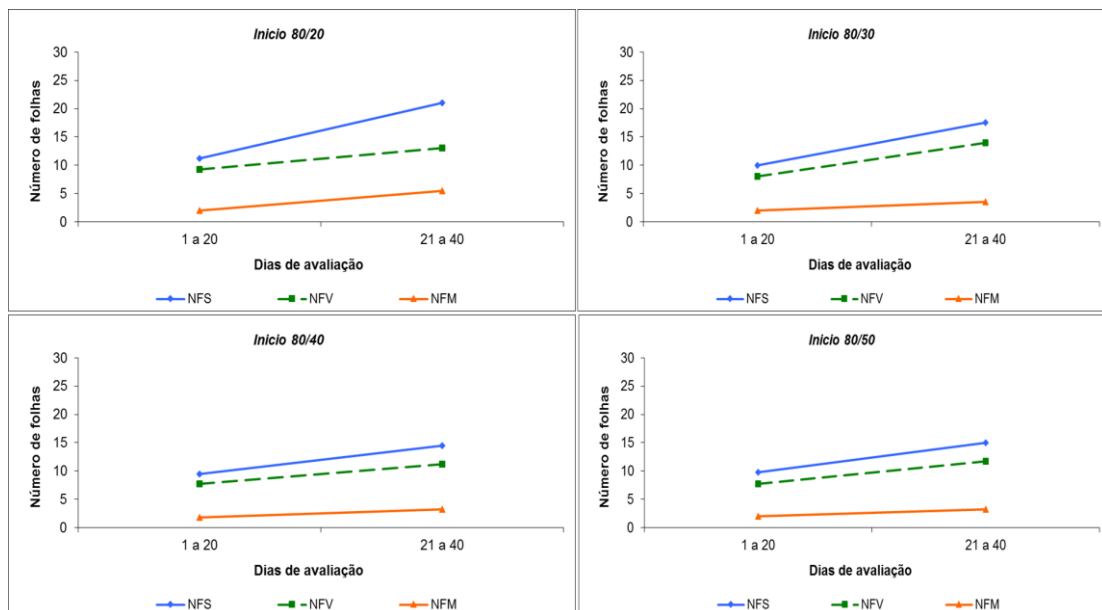 Inicio 80/20
Número de folhas
30
25
20
15
10
5
0
1 a 20 21 a 40
Dias de avaliação
NFS NFV NFM
Inicio 80/30
Número de folhas
30
25
20
15
10
5
0
1 a 20 21 a 40
Dias de avaliação
NFS NFV NFM
Inicio 80/40
Número de folhas
30
25
20
15
10
5
0
1 a 20 21 a 40
Dias de avaliação
NFS NFV NFM
Inicio 80/50
Número de folhas
30
25
20
15
10
5
0
1 a 20 21 a 40
Dias de avaliação
NFS NFV NFM